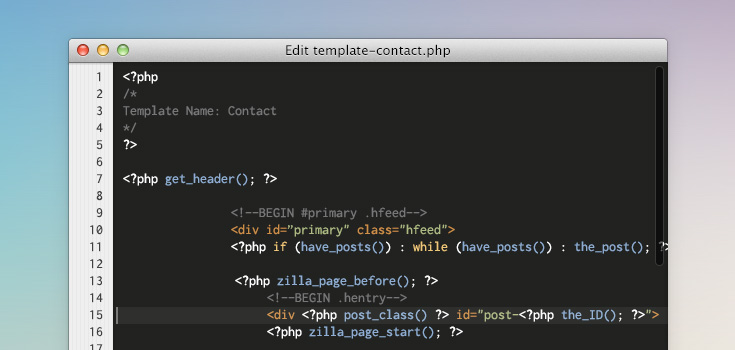 Edit template-contact.php
1 <?php
2 /*
3 Template Name: Contact
4 */
5 ?>
6
7 <?php get_header(); ?>
8
9 <!--BEGIN #primary .hfeed-->
10 <div id="primary" class="hfeed">
11 <?php if (have_posts()) : while (have_posts()) : the_post(); ?>
12
13 <?php zilla_page_before(); ?>
14 <!--BEGIN .hentry-->
15 <div <?php post_class() ?> id="post-<?php the_ID(); ?>">
16 <?php zilla_page_start(); ?>
17